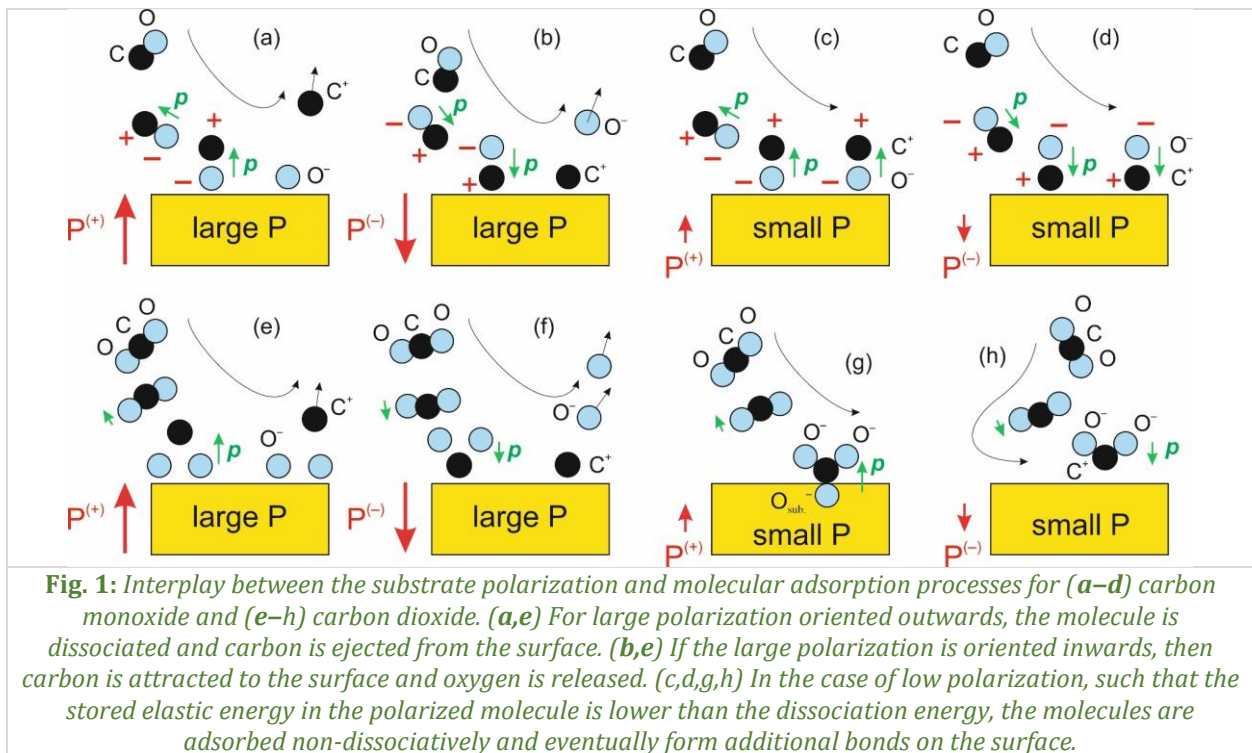 O (a) O (b) O (c) O (d)
C C+ C C C
p p O− p p
+ + − − + + C+ − − O−
− p + p − p + p
− O− + C+ − − O− + + C+
P(+) large P P(−) large P P(+) small P P(−) small P
O (e) O C O (f) O (g) O (h)
C C C
O C+ O− O O
p O− p O− O− O− O−
C+ p C+ p
Osub.−
P(+) large P P(−) large P P(+) small P P(−) small P
Fig. 1: Interplay between the substrate polarization and molecular adsorption processes for (a–d) carbon
monoxide and (e–h) carbon dioxide. (a,e) For large polarization oriented outwards, the molecule is
dissociated and carbon is ejected from the surface. (b,e) If the large polarization is oriented inwards, then
carbon is attracted to the surface and oxygen is released. (c,d,g,h) In the case of low polarization, such that the
stored elastic energy in the polarized molecule is lower than the dissociation energy, the molecules are
adsorbed non-dissociatively and eventually form additional bonds on the surface.